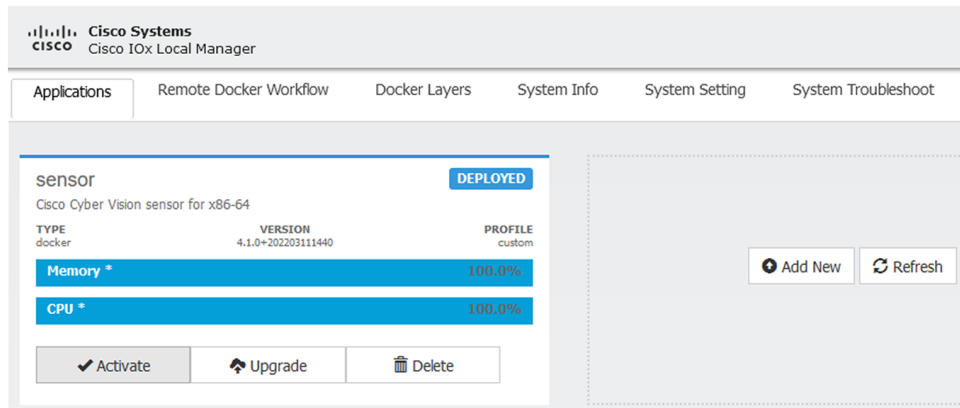 Cisco Systems
CISCO Cisco IOx Local Manager
Applications Remote Docker Workflow Docker Layers System Info System Setting System Troubleshoot
sensor DEPLOYED
Cisco Cyber Vision sensor for x86-64
TYPE VERSION PROFILE
docker 4.1.0+202203111440 custom
Memory * 100.0%
CPU * 100.0%
Add New Refresh
Activate Upgrade Delete